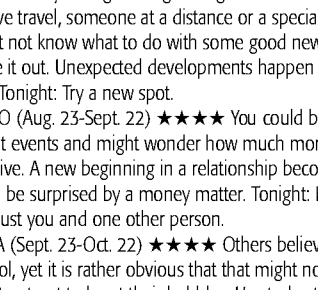 ve travel, someone at a distance or a specia
t not know what to do with some good new
e it out. Unexpected developments happen
Tonight: Try a new spot.
O (Aug. 23-Sept. 22) ★★★★ You could b
t events and might wonder how much mor
ive. A new beginning in a relationship beco
be surprised by a money matter. Tonight:
ust you and one other person.
A (Sept. 23-Oct. 22) ★★★★ Others believ
ol, yet it is rather obvious that that might no